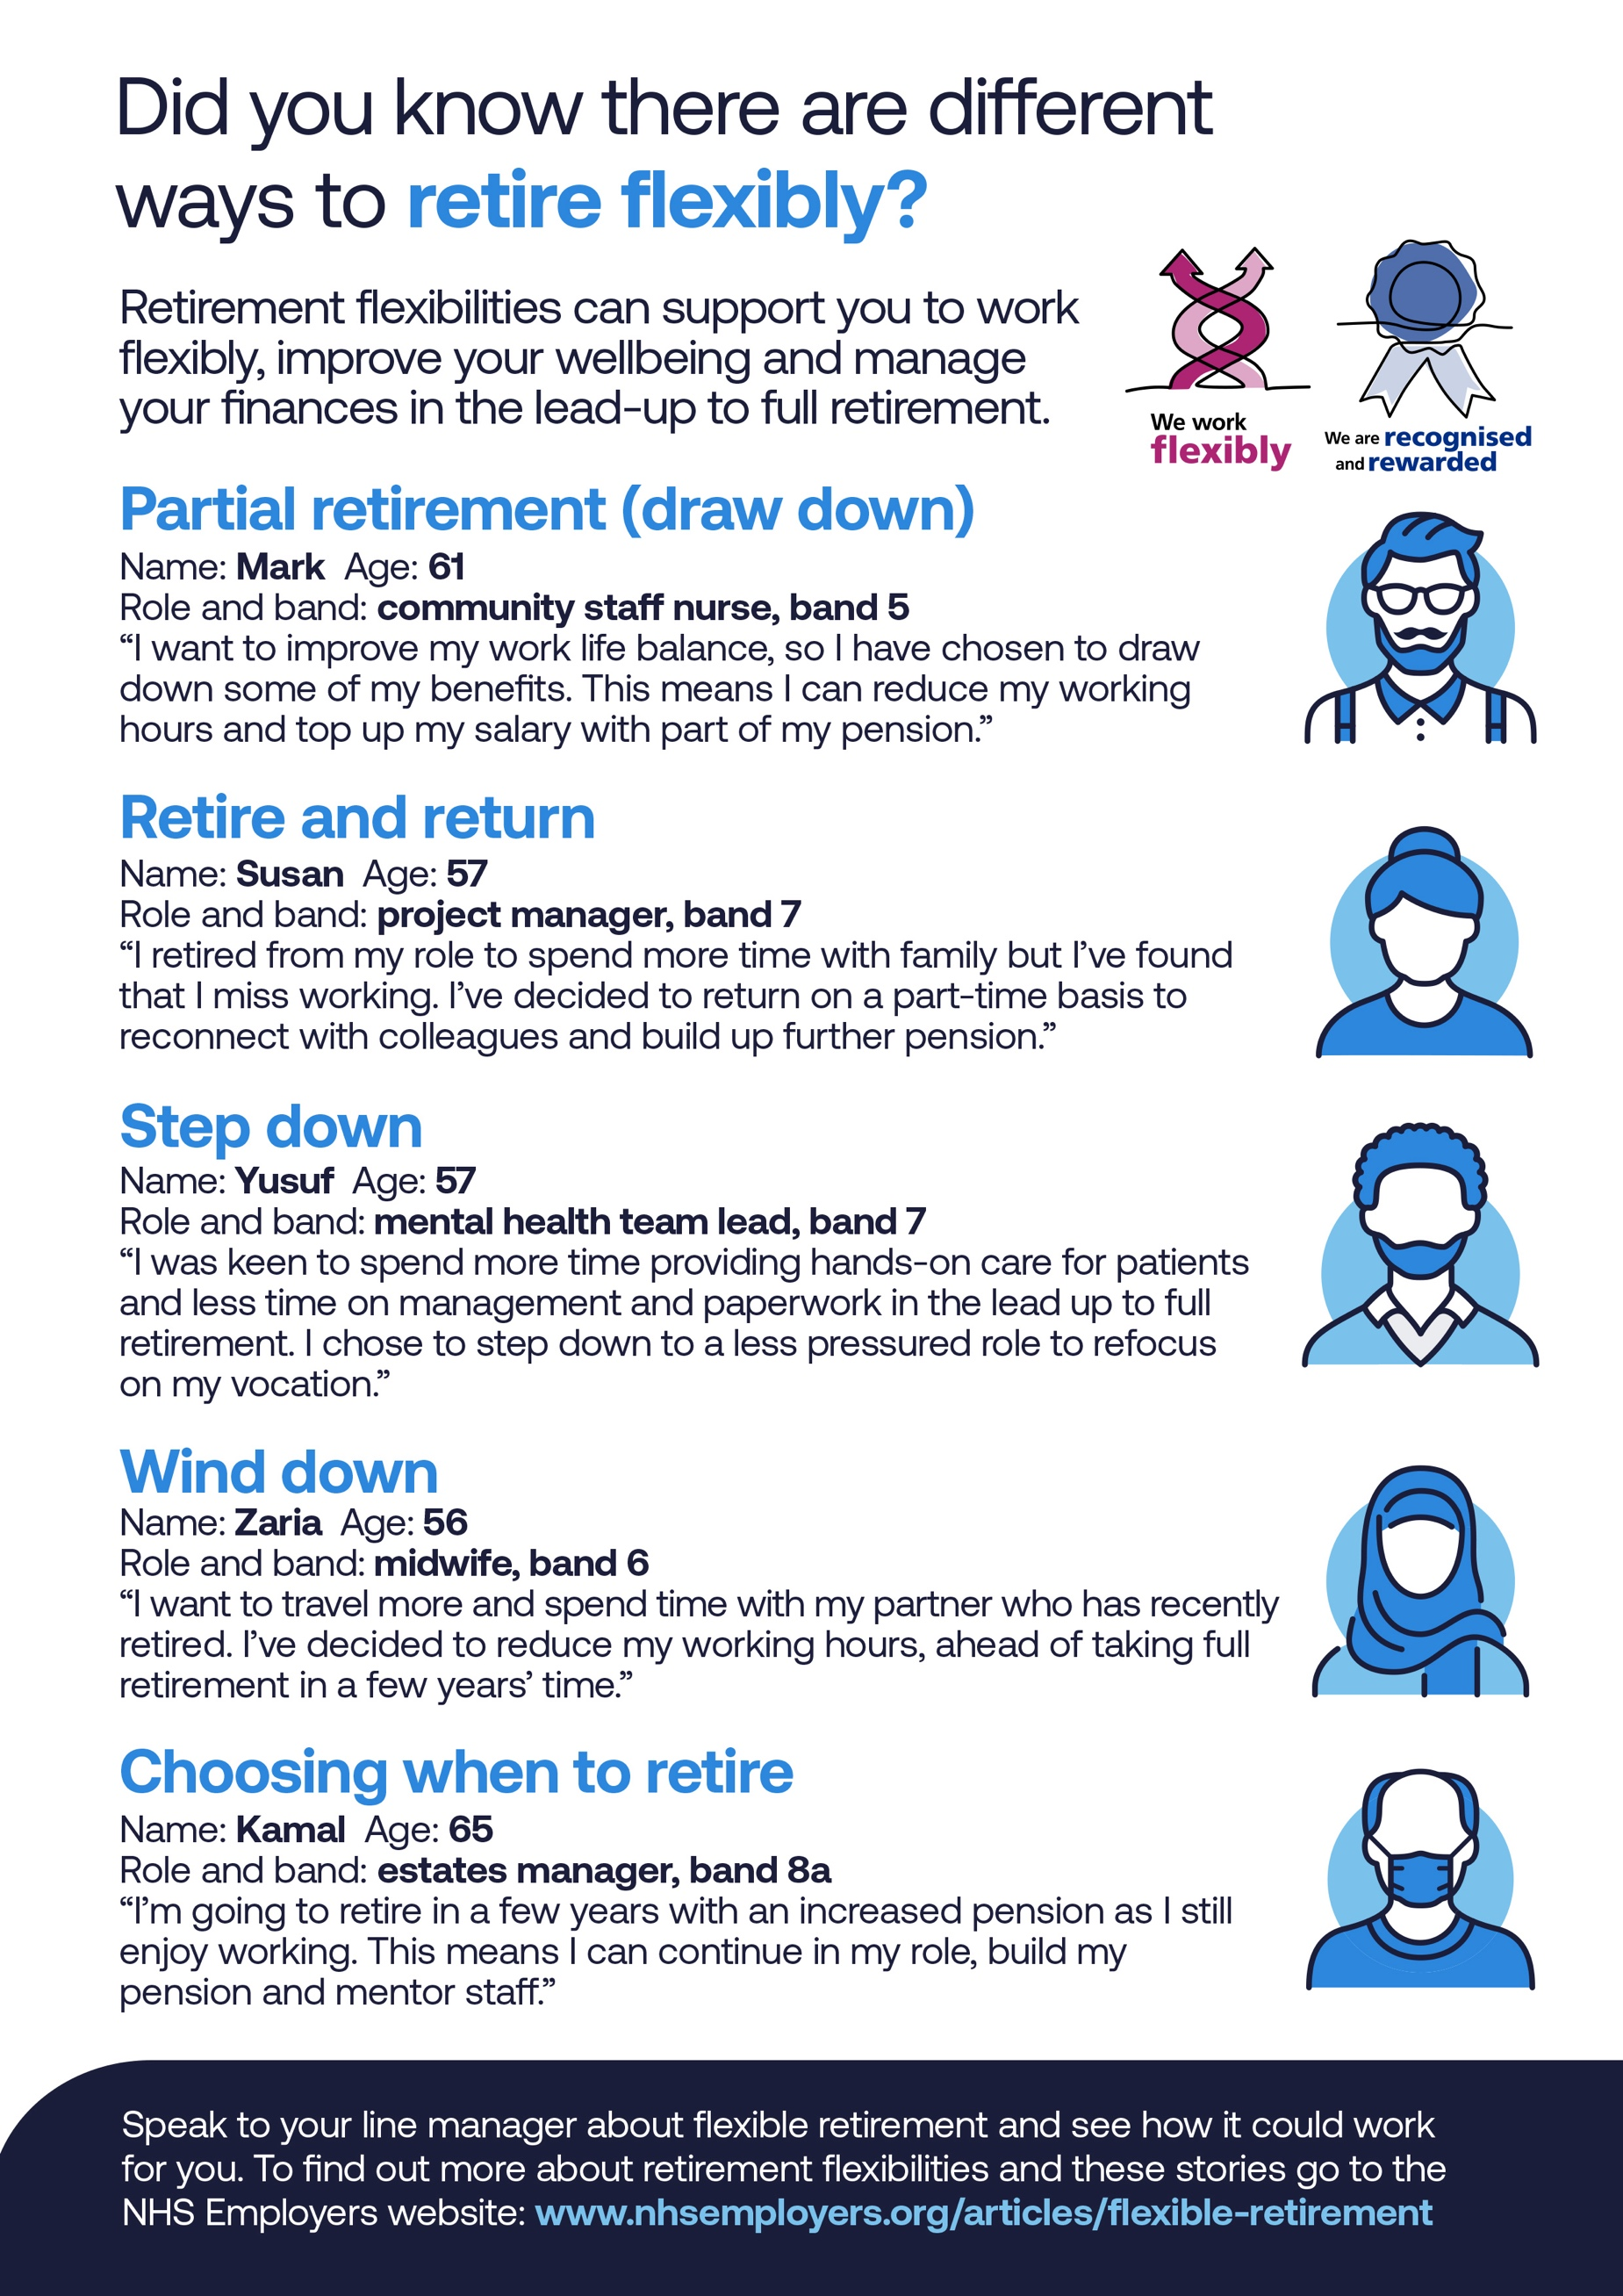 Did you know there are different
ways to retire flexibly?
Retirement flexibilities can support you to work
flexibly, improve your wellbeing and manage
your finances in the lead-up to full retirement.
We work
flexibly
We are recognised
and rewarded
Partial retirement (draw down)
Name: Mark Age: 61
Role and band: community staff nurse, band 5
“I want to improve my work life balance, so I have chosen to draw
down some of my benefits. This means I can reduce my working
hours and top up my salary with part of my pension.”
Retire and return
Name: Susan Age: 57
Role and band: project manager, band 7
“I retired from my role to spend more time with family but I’ve found
that I miss working. I’ve decided to return on a part-time basis to
reconnect with colleagues and build up further pension.”
Step down
Name: Yusuf Age: 57
Role and band: mental health team lead, band 7
“I was keen to spend more time providing hands-on care for patients
and less time on management and paperwork in the lead up to full
retirement. I chose to step down to a less pressured role to refocus
on my vocation.”
Wind down
Name: Zaria Age: 56
Role and band: midwife, band 6
“I want to travel more and spend time with my partner who has recently
retired. I’ve decided to reduce my working hours, ahead of taking full
retirement in a few years’ time.”
Choosing when to retire
Name: Kamal Age: 65
Role and band: estates manager, band 8a
“I’m going to retire in a few years with an increased pension as I still
enjoy working. This means I can continue in my role, build my
pension and mentor staff.”
Speak to your line manager about flexible retirement and see how it could work
for you. To find out more about retirement flexibilities and these stories go to the
NHS Employers website: www.nhsemployers.org/articles/flexible-retirement